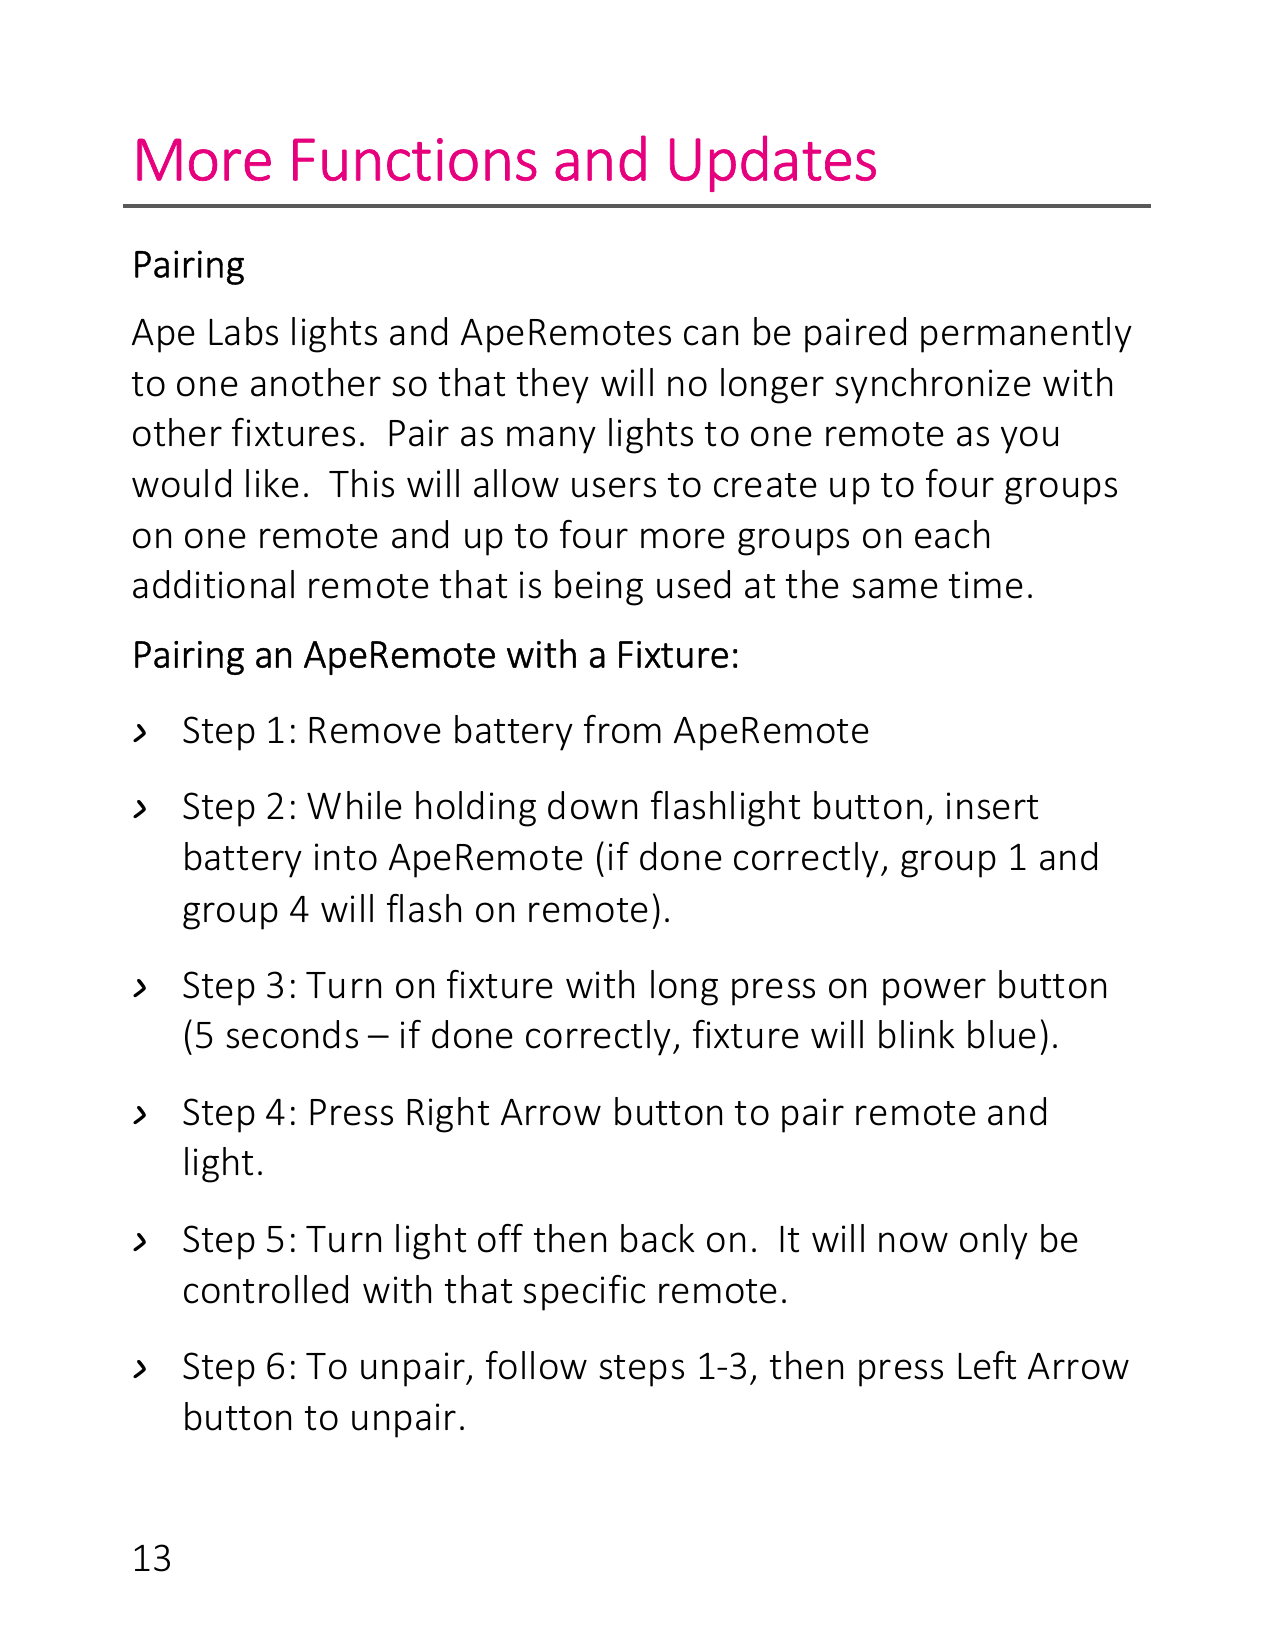 More Functions and Updates
Pairing
Ape Labs lights and ApeRemotes can be paired permanently
to one another so that they will no longer synchronize with
other fixtures.  Pair as many lights to one remote as you
would like.  This will allow users to create up to four groups
on one remote and up to four more groups on each
additional remote that is being used at the same time.
Pairing an ApeRemote with a Fixture:
› Step 1: Remove battery from ApeRemote
› Step 2: While holding down flashlight button, insert
battery into ApeRemote (if done correctly, group 1 and
group 4 will flash on remote).
› Step 3: Turn on fixture with long press on power button
(5 seconds – if done correctly, fixture will blink blue).
› Step 4: Press Right Arrow button to pair remote and
light.
› Step 5: Turn light off then back on.  It will now only be
controlled with that specific remote.
› Step 6: To unpair, follow steps 1-3, then press Left Arrow
button to unpair.
13